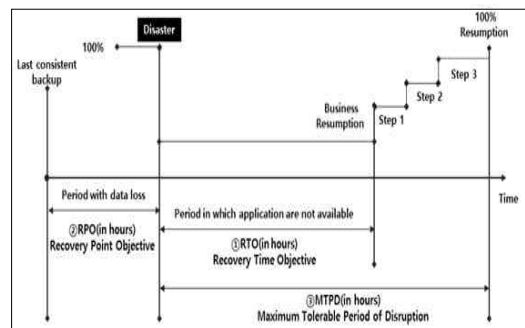 100%
Resumption
Disaster
100%
Last consistent
backup
Step 3
Step 2
Business
Resumption
Step 1
Time
Period with data loss
Period in which application are not available
②RPO(in hours)
Recovery Point Objective
①RTO(in hours)
Recovery Time Objective
③MTPD(in hours)
Maximum Tolerable Period of Disruption